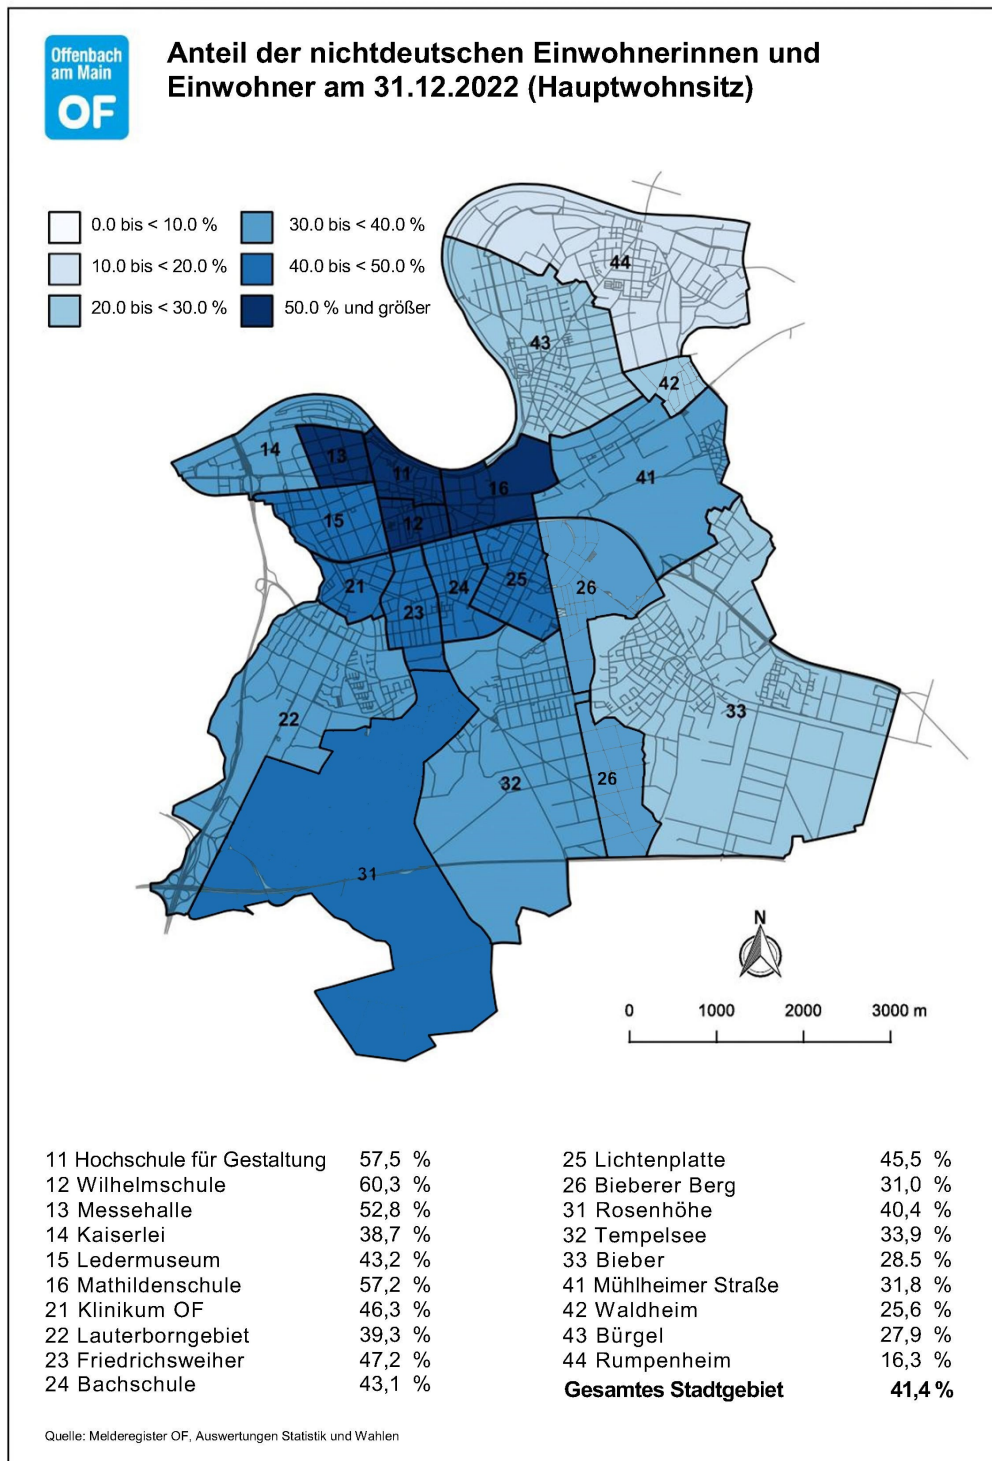 Offenbach
am Main
OF
Anteil der nichtdeutschen Einwohnerinnen und
Einwohner am 31.12.2022 (Hauptwohnsitz)
0.0 bis < 10.0 %
30.0 bis < 40.0 %
10.0 bis < 20.0 %
40.0 bis < 50.0 %
20.0 bis < 30.0 %
50.0 % und größer
44
43
42
14
13
11
16
41
15
12
21
24
25
26
23
22
33
32
26
31
N
0 1000 2000 3000 m
11 Hochschule für Gestaltung 57,5 %
12 Wilhelmschule 60,3 %
13 Messehalle 52,8 %
14 Kaiserlei 38,7 %
15 Ledermuseum 43,2 %
16 Mathildenschule 57,2 %
21 Klinikum OF 46,3 %
22 Lauterborngebiet 39,3 %
23 Friedrichsweiher 47,2 %
24 Bachschule 43,1 %
25 Lichtenplatte 45,5 %
26 Bieberer Berg 31,0 %
31 Rosenhöhe 40,4 %
32 Tempelsee 33,9 %
33 Bieber 28.5 %
41 Mühlheimer Straße 31,8 %
42 Waldheim 25,6 %
43 Bürgel 27,9 %
44 Rumpenheim 16,3 %
Gesamtes Stadtgebiet 41,4 %
Quelle: Melderegister OF, Auswertungen Statistik und Wahlen